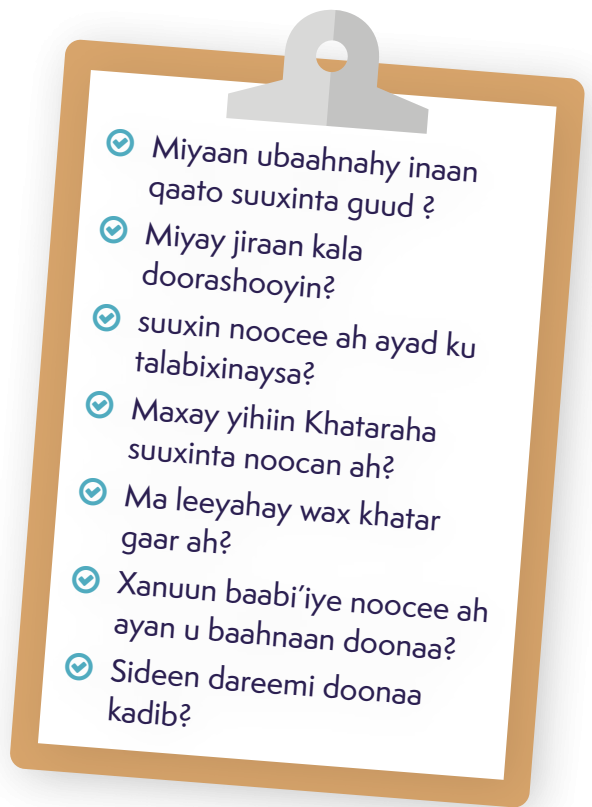 Miyaan ubaahnahy inaan
qaato suuxinta guud ?
Miyay jiraan kala
doorashooyin?
suuxin noocee ah ayad ku
talabixinaysa?
Maxay yihiin Khataraha
suuxinta noocan ah?
Ma leeyahay wax khatar
gaar ah?
Xanuun baabi’iye noocee ah
ayan u baahnaan doonaa?
Sideen dareemi doonaa
kadib?